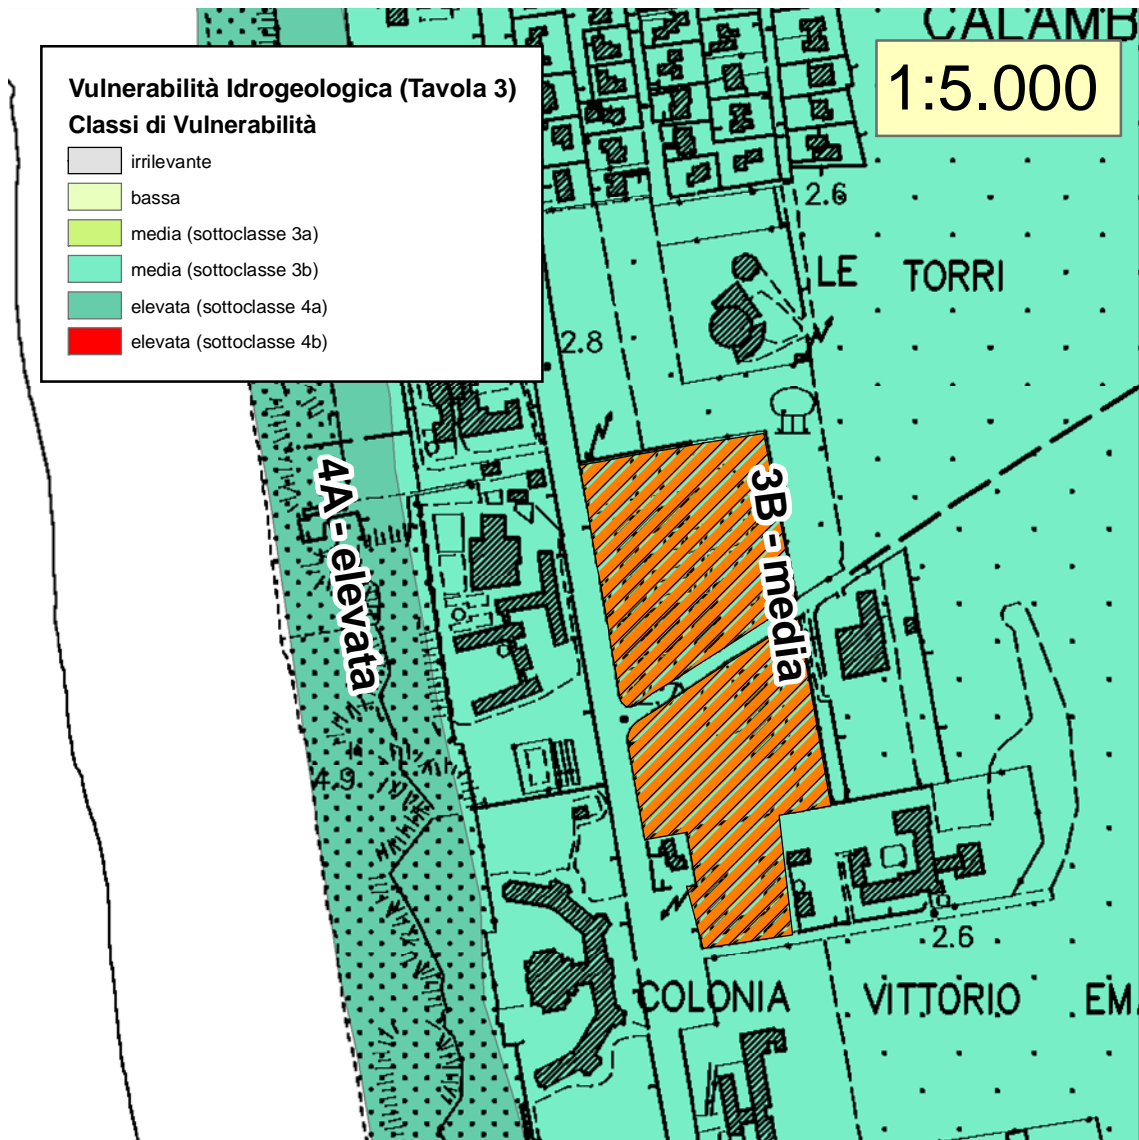 CALAMB
1:5.000
Vulnerabilità Idrogeologica (Tavola 3)
Classi di Vulnerabilità
irrilevante
bassa
media (sottoclasse 3a)
media (sottoclasse 3b)
elevata (sottoclasse 4a)
elevata (sottoclasse 4b)
2.6
LE TORRI
2.8
4A - elevata
3B - media
4.9
2.6
COLONIA VITTORIO EM.